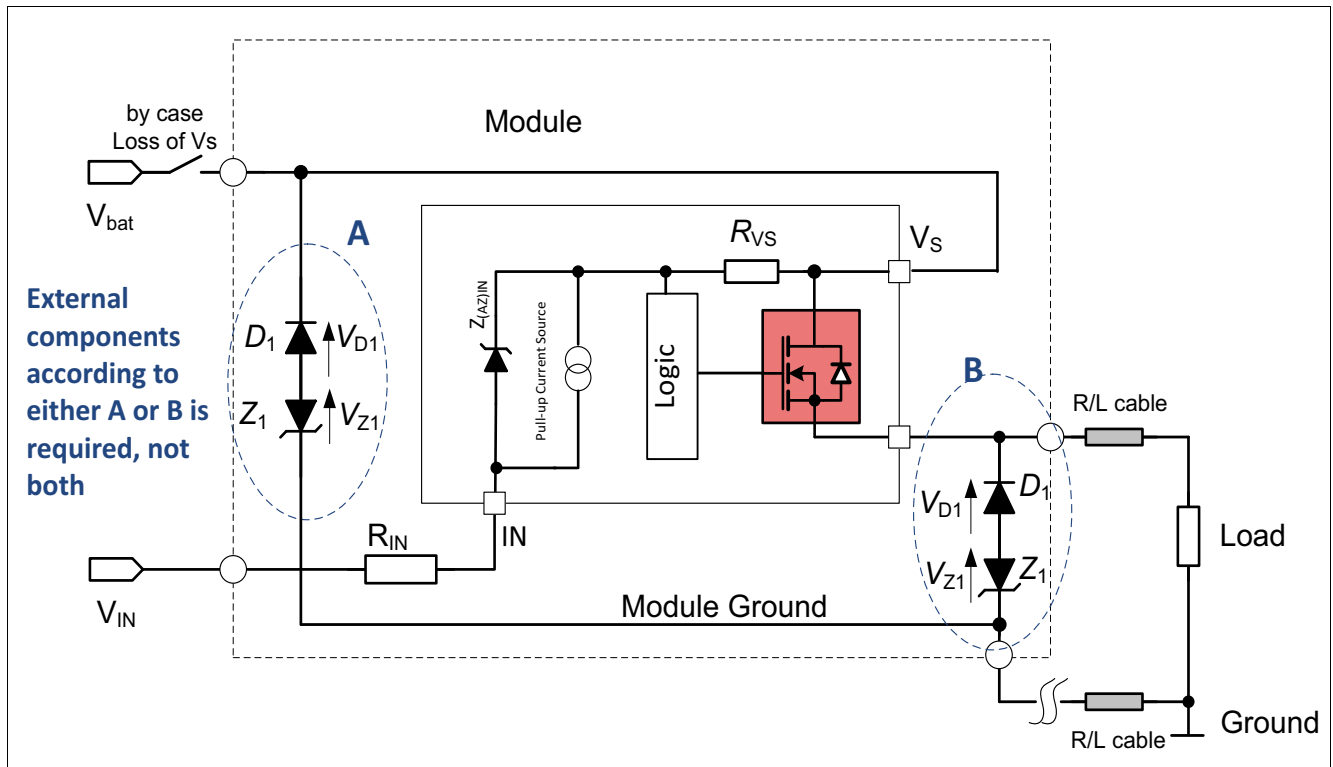 by case
Loss of Vs
Module
Vbat
A
RVS
VS
External
components
according to
either A or B is
required, not
both
D1
VD1
Z1
VZ1
Z(AZ)IN
Pull-up Current Source
Logic
B
R/L cable
VD1
D1
VZ1
Z1
Load
RIN
IN
VIN
Module Ground
Ground
R/L cable